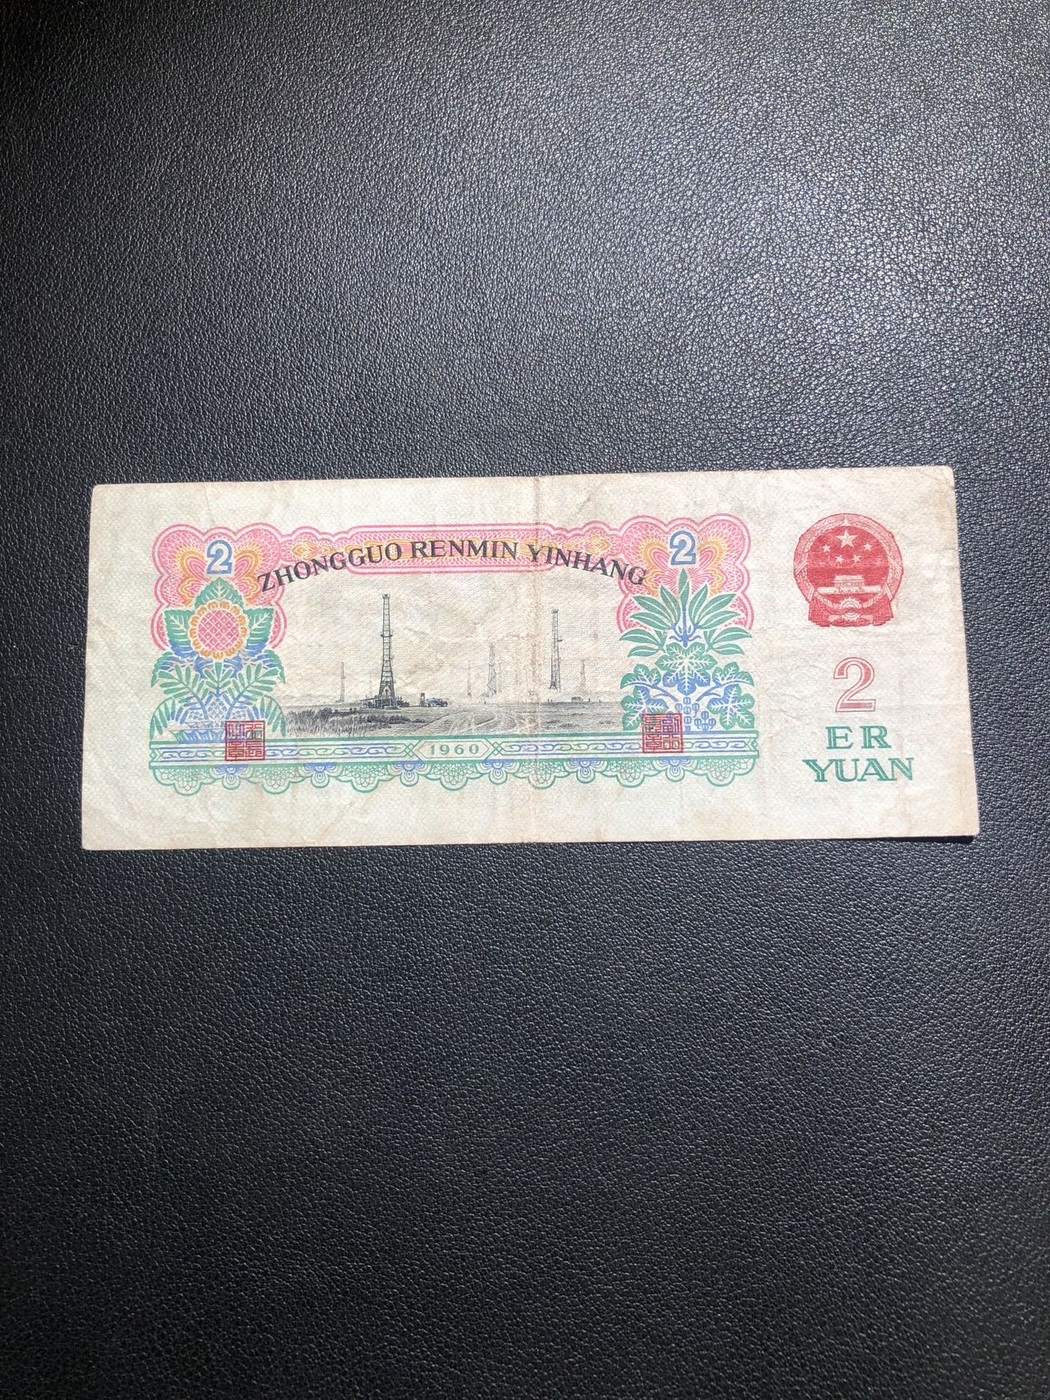 2
2
ZHONGGUO RENMIN YINHANG
1960
2
ER
YUAN